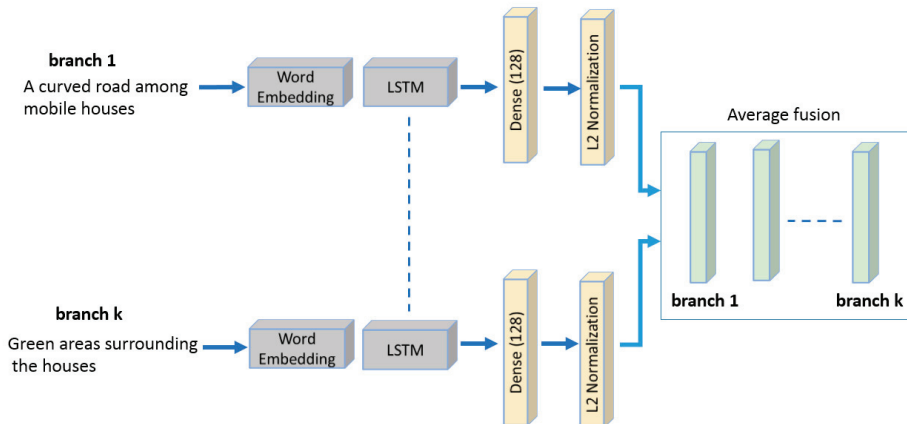 branch 1
A curved road among
mobile houses
Word
Embedding
LSTM
Dense (128)
L2 Normalization
Average fusion
branch 1
branch k
branch k
Green areas surrounding
the houses
Word
Embedding
LSTM
Dense (128)
L2 Normalization